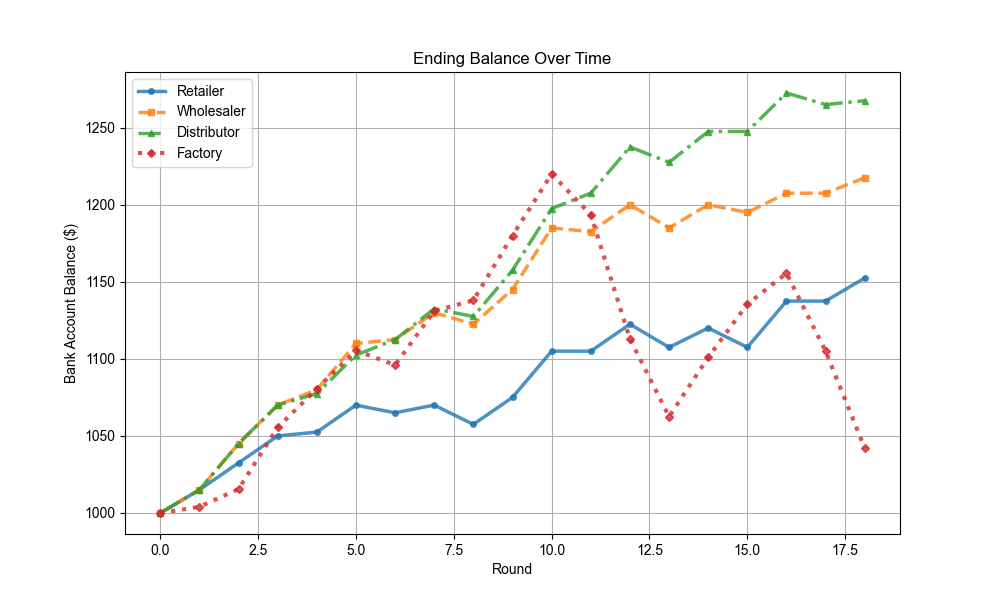 Ending Balance Over Time
Retailer
Wholesaler
Distributor
Factory
Bank Account Balance ($)
1250
1200
1150
1100
1050
1000
0.0 2.5 5.0 7.5 10.0 12.5 15.0 17.5
Round